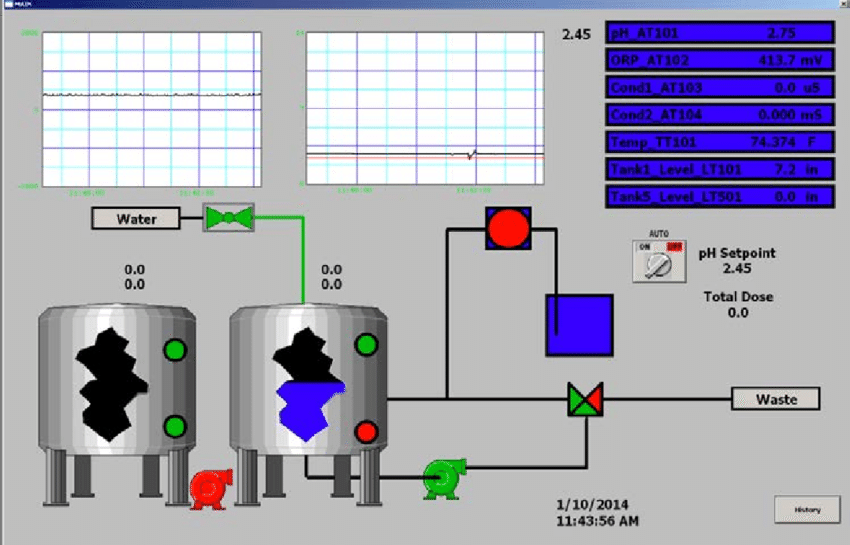 MAIN
2.45
pH_AT101 2.75
ORP_AT102 413.7 mV
Cond1_AT103 0.0 uS
Cond2_AT104 0.000 mS
Temp_TT101 74.374 F
Tank1_Level_LT101 7.2 in
Tank5_Level_LT501 0.0 in
Water
AUTO
ON OFF
pH Setpoint
2.45
Total Dose
0.0
0.0 0.0
0.0 0.0
Waste
1/10/2014
11:43:56 AM
History